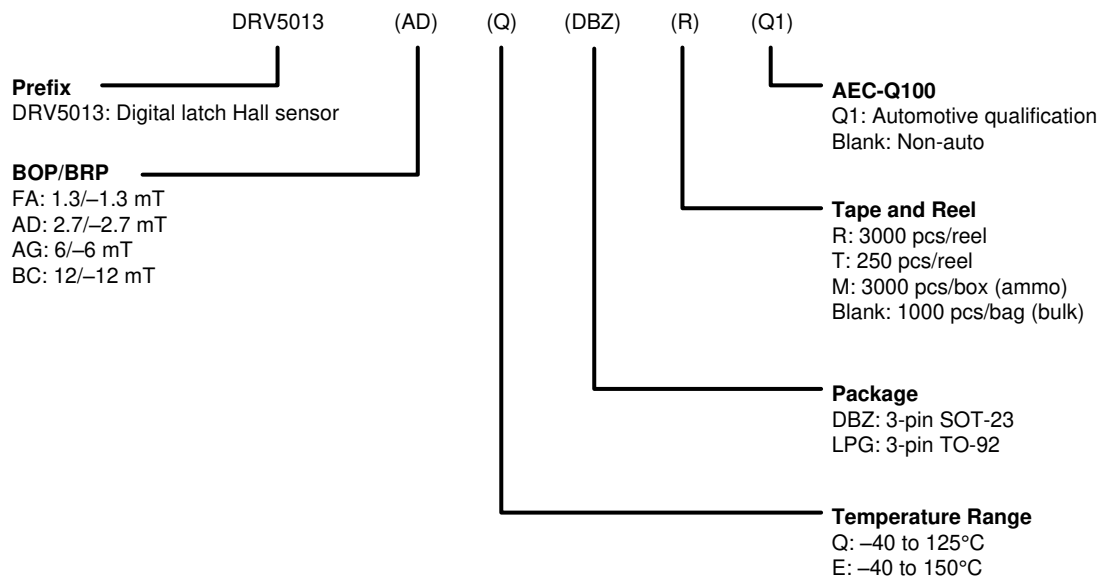 DRV5013 (AD) (Q) (DBZ) (R) (Q1)
Prefix
DRV5013: Digital latch Hall sensor
BOP/BRP
FA: 1.3/–1.3 mT
AD: 2.7/–2.7 mT
AG: 6/–6 mT
BC: 12/–12 mT
AEC-Q100
Q1: Automotive qualification
Blank: Non-auto
Tape and Reel
R: 3000 pcs/reel
T: 250 pcs/reel
M: 3000 pcs/box (ammo)
Blank: 1000 pcs/bag (bulk)
Package
DBZ: 3-pin SOT-23
LPG: 3-pin TO-92
Temperature Range
Q: –40 to 125°C
E: –40 to 150°C